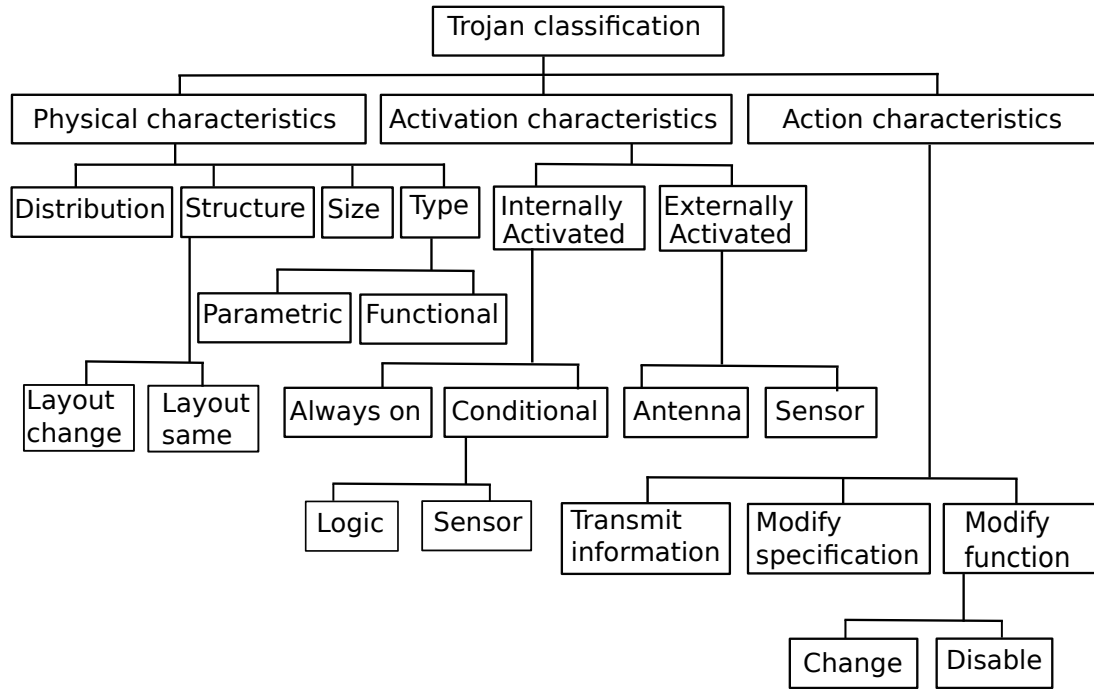 Trojan classification
Physical characteristics
Activation characteristics
Action characteristics
Distribution
Structure
Size
Type
Internally
Activated
Externally
Activated
Parametric
Functional
Layout
change
Layout
same
Always on
Conditional
Antenna
Sensor
Logic
Sensor
Transmit
information
Modify
specification
Modify
function
Change
Disable